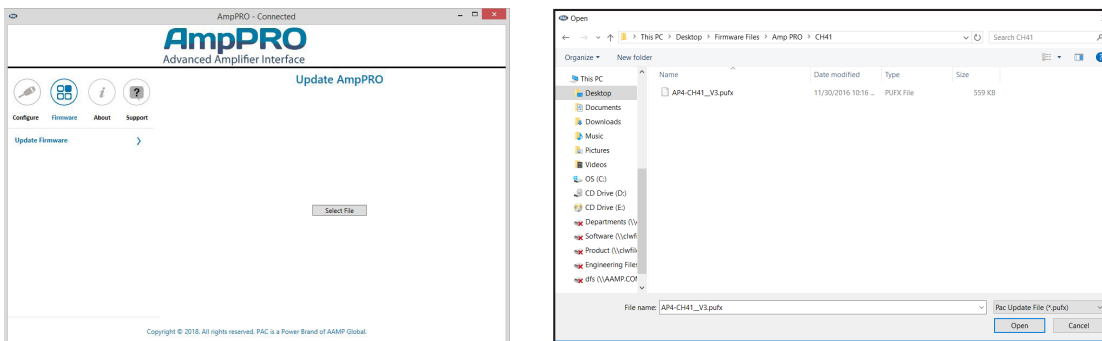 AmpPRO - Connected
AmpPRO
Advanced Amplifier Interface
Configure Firmware About Support
Update Firmware
Update AmpPRO
Select File
Copyright © 2018. All rights reserved. PAC is a Power Brand of AAMP Global.
Open
This PC > Desktop > Firmware Files > Amp PRO > CH41
Search CH41
Organize New folder
Name Date modified Type Size
AP4-CH41__V3.pufx 11/30/2016 10:16 ... PUFX File 559 KB
This PC
Desktop
Documents
Downloads
Music
Pictures
Videos
OS (C:)
CD Drive (D:)
CD Drive (E:)
Departments (\\
Software (\\clwfi
Product (\\clwfil
Engineering Files
dfs (\\AAMP.CO
File name: AP4-CH41__V3.pufx Pac Update File (*.pufx)
Open Cancel